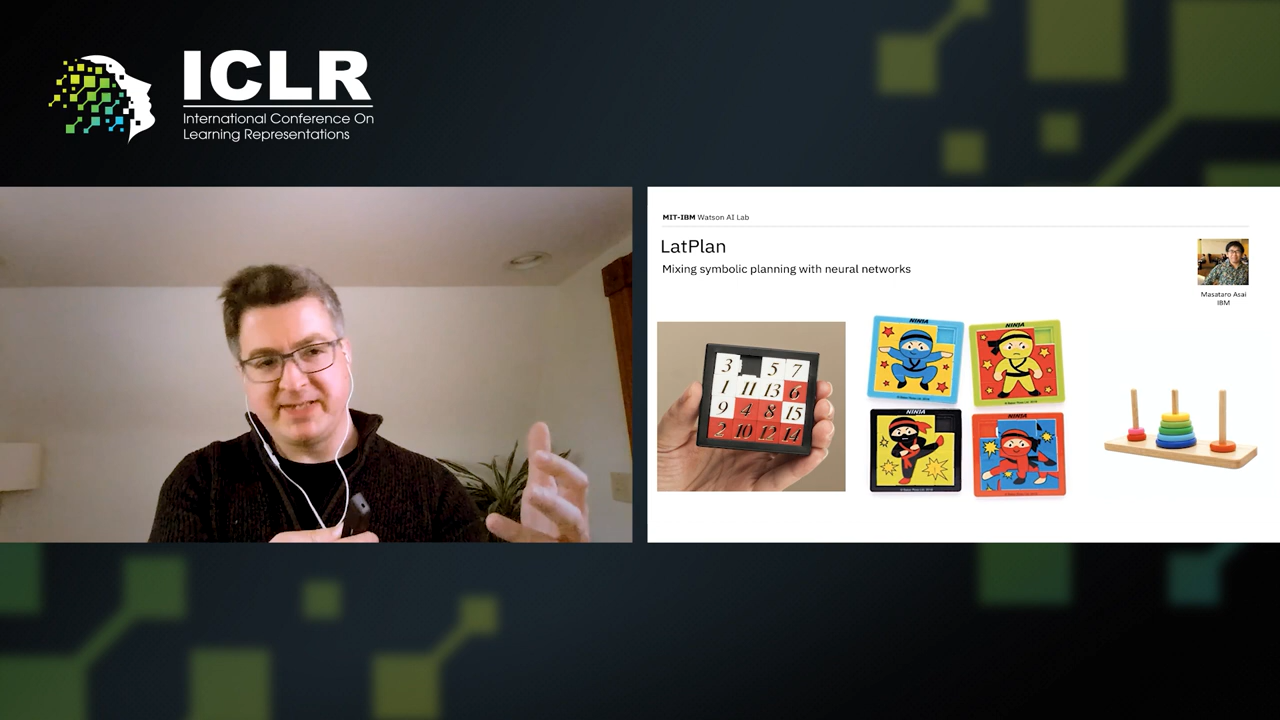 ICLR
International Conference On
Learning Representations
MIT-IBM Watson AI Lab
LatPlan
Mixing symbolic planning with neural networks
Masataro Asai
IBM
3 5 7
1 11 13 6
9 4 8 15
2 10 12 14
NINJA
NINJA
NINJA
NINJA